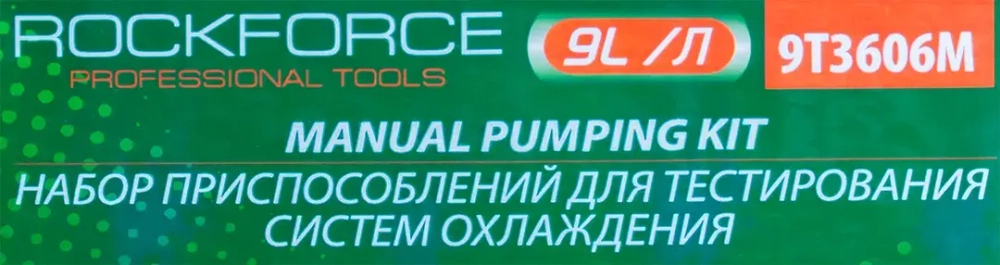 ROCKFORCE
PROFESSIONAL TOOLS
9L /Л
9T3606M
MANUAL PUMPING KIT
НАБОР ПРИСПОСОБЛЕНИЙ ДЛЯ ТЕСТИРОВАНИЯ
СИСТЕМ ОХЛАЖДЕНИЯ